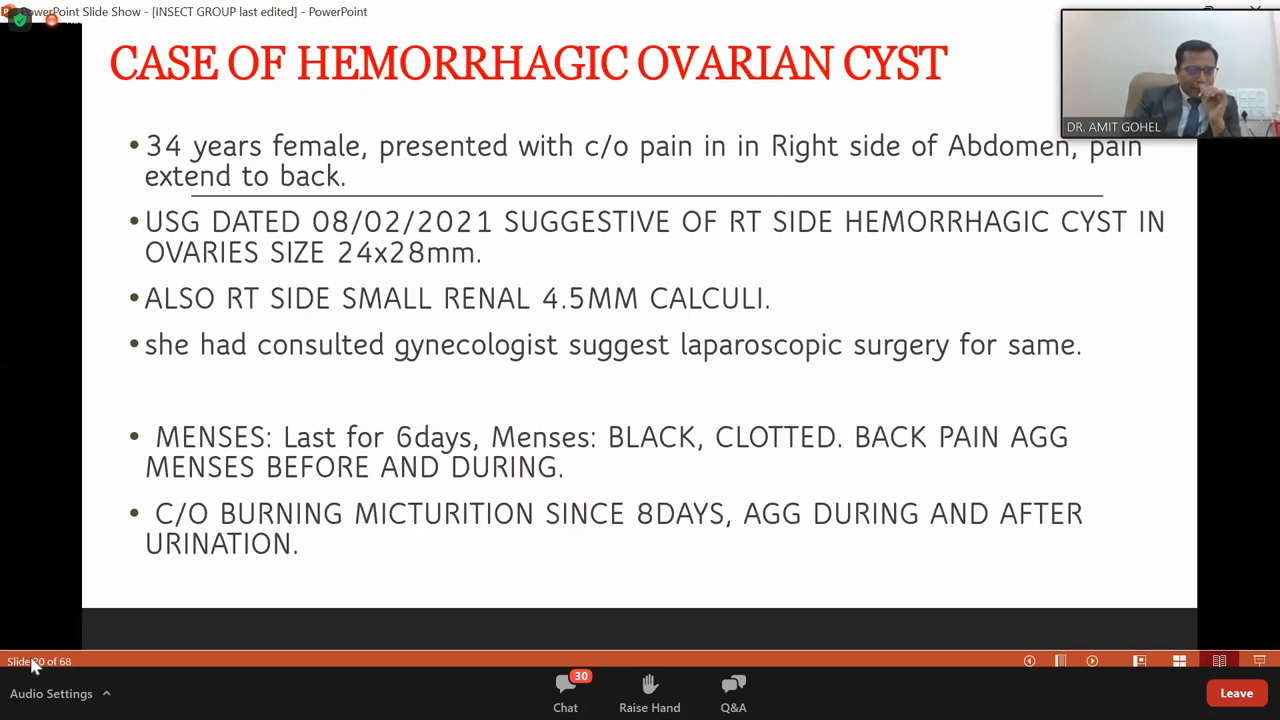 PowerPoint Slide Show - [INSECT GROUP last edited] - PowerPoint
CASE OF HEMORRHAGIC OVARIAN CYST
DR. AMIT GOHEL
• 34 years female, presented with c/o pain in in Right side of Abdomen, pain
extend to back.
• USG DATED 08/02/2021 SUGGESTIVE OF RT SIDE HEMORRHAGIC CYST IN
OVARIES SIZE 24x28mm.
• ALSO RT SIDE SMALL RENAL 4.5MM CALCULI.
• she had consulted gynecologist suggest laparoscopic surgery for same.
• MENSES: Last for 6days, Menses: BLACK, CLOTTED. BACK PAIN AGG
MENSES BEFORE AND DURING.
• C/O BURNING MICTURITION SINCE 8DAYS, AGG DURING AND AFTER
URINATION.
Slide 20 of 68
Audio Settings
30
Chat
Raise Hand
Q&A
Leave